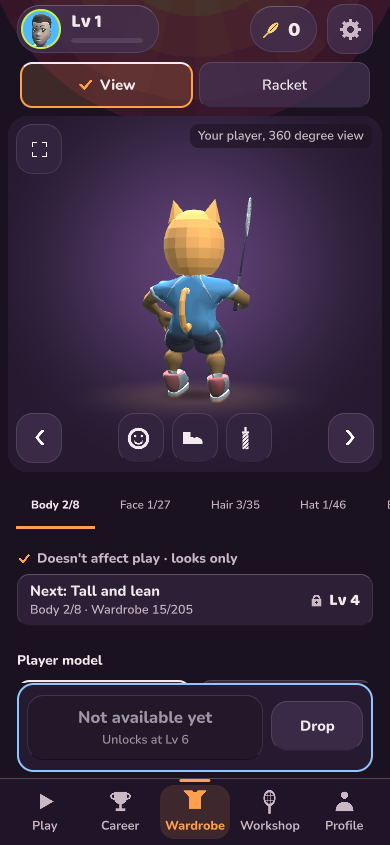 Lv 1
0
View
Racket
Your player, 360 degree view
Body 2/8
Face 1/27
Hair 3/35
Hat 1/46
Doesn't affect play · looks only
Next: Tall and lean
Body 2/8 · Wardrobe 15/205
Lv 4
Player model
Not available yet
Unlocks at Lv 6
Drop
Play
Career
Wardrobe
Workshop
Profile